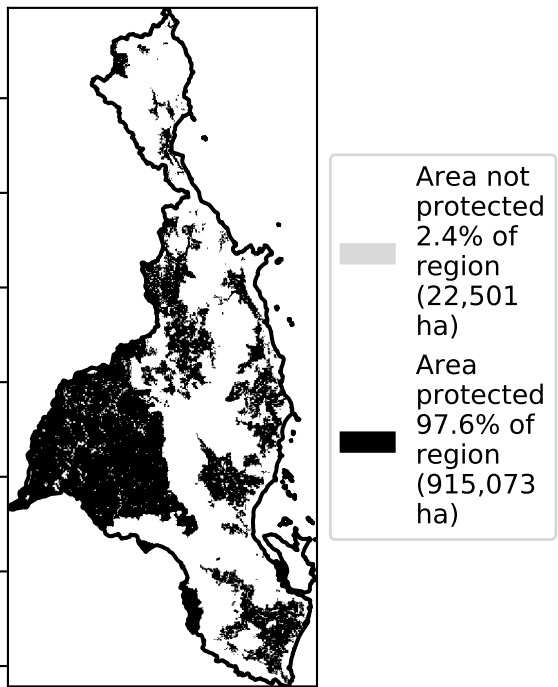 Area not
protected
2.4% of
region
(22,501
ha)
Area
protected
97.6% of
region
(915,073
ha)